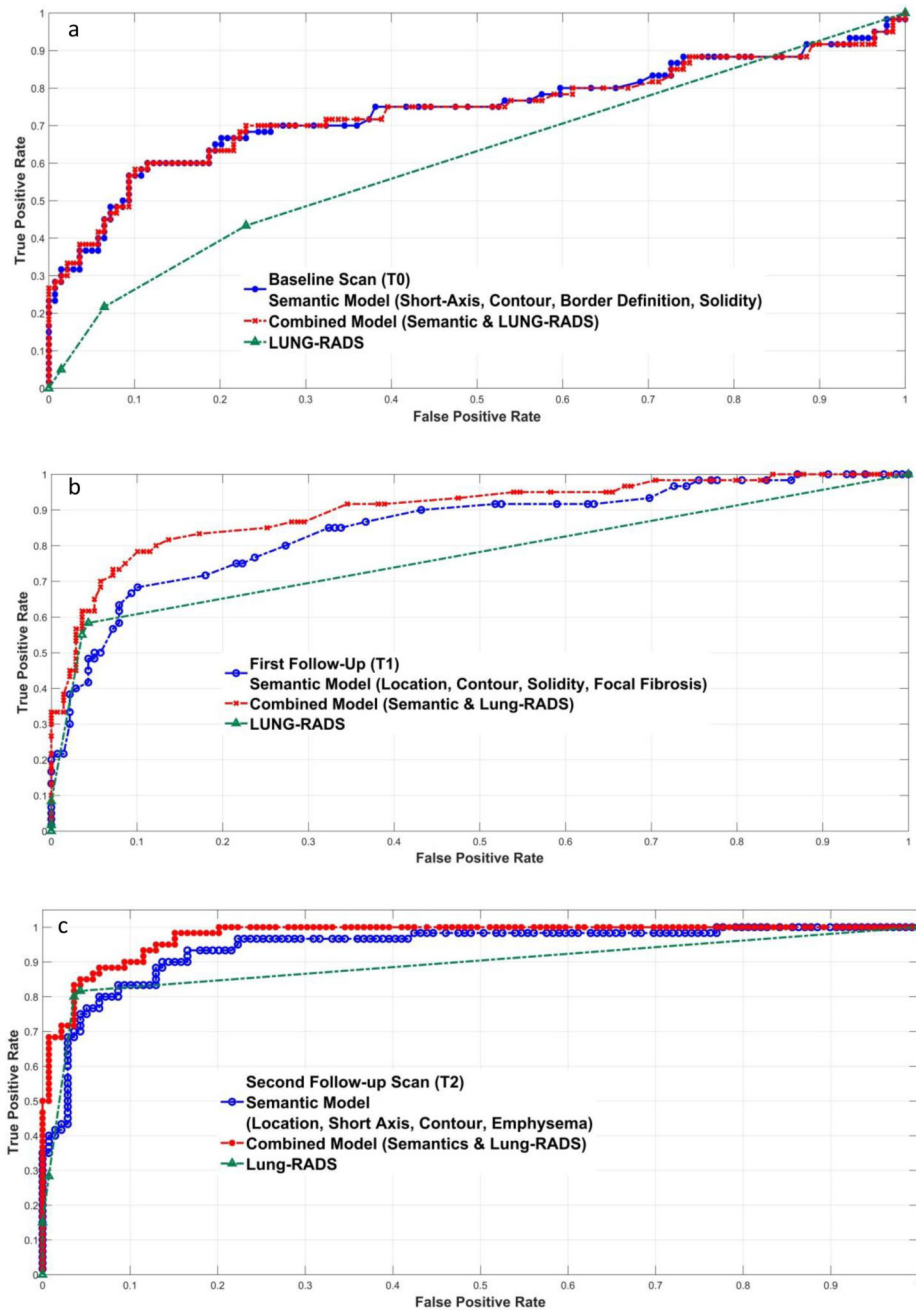 a
1
0.9
0.8
0.7
0.6
0.5
0.4
0.3
0.2
0.1
0
True Positive Rate
Baseline Scan (T0)
Semantic Model (Short-Axis, Contour, Border Definition, Solidity)
Combined Model (Semantic & LUNG-RADS)
LUNG-RADS
0 0.1 0.2 0.3 0.4 0.5 0.6 0.7 0.8 0.9 1
False Positive Rate
b
1
0.9
0.8
0.7
0.6
0.5
0.4
0.3
0.2
0.1
0
True Positive Rate
First Follow-Up (T1)
Semantic Model (Location, Contour, Solidity, Focal Fibrosis)
Combined Model (Semantic & Lung-RADS)
LUNG-RADS
0 0.1 0.2 0.3 0.4 0.5 0.6 0.7 0.8 0.9 1
False Positive Rate
c
1
0.9
0.8
0.7
0.6
0.5
0.4
0.3
0.2
0.1
0
True Positive Rate
Second Follow-up Scan (T2)
Semantic Model
(Location, Short Axis, Contour, Emphysema)
Combined Model (Semantics & Lung-RADS)
Lung-RADS
0 0.1 0.2 0.3 0.4 0.5 0.6 0.7 0.8 0.9
False Positive Rate